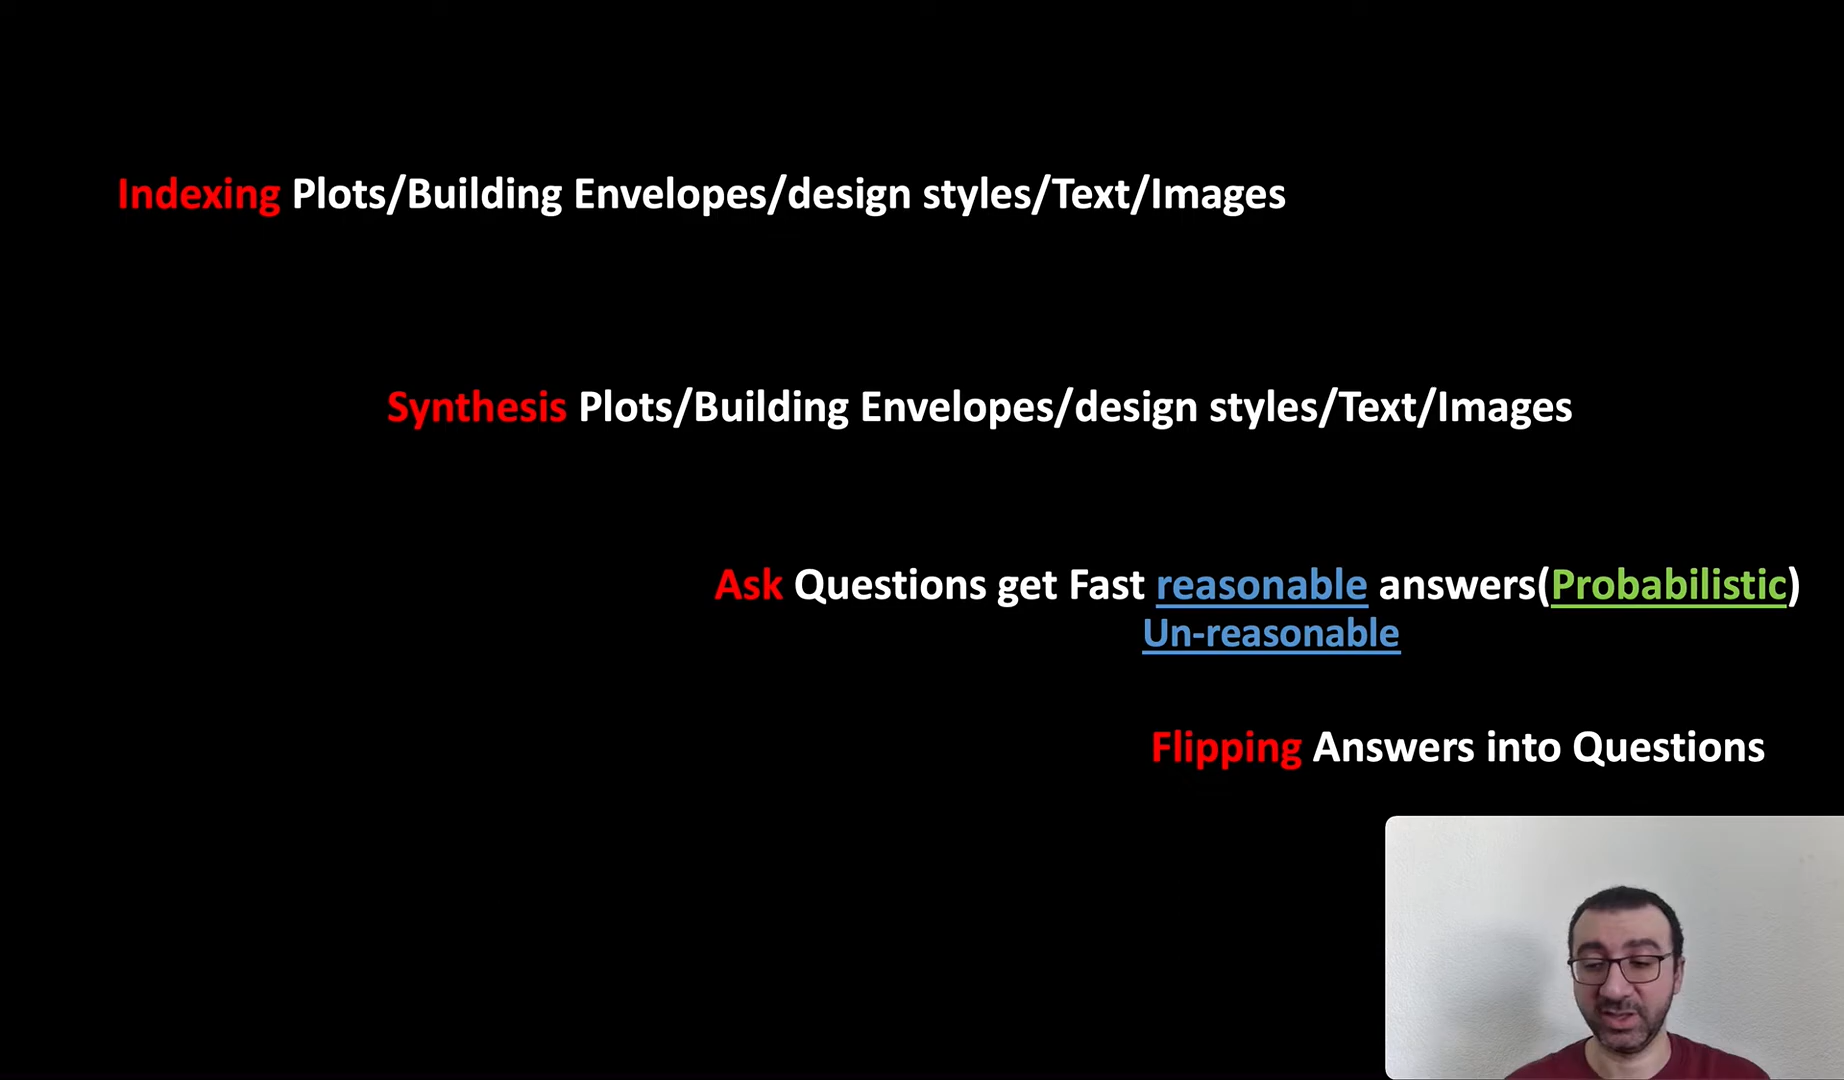 Indexing Plots/Building Envelopes/design styles/Text/Images
Synthesis Plots/Building Envelopes/design styles/Text/Images
Ask Questions get Fast reasonable answers(Probabilistic)
Un-reasonable
Flipping Answers into Questions